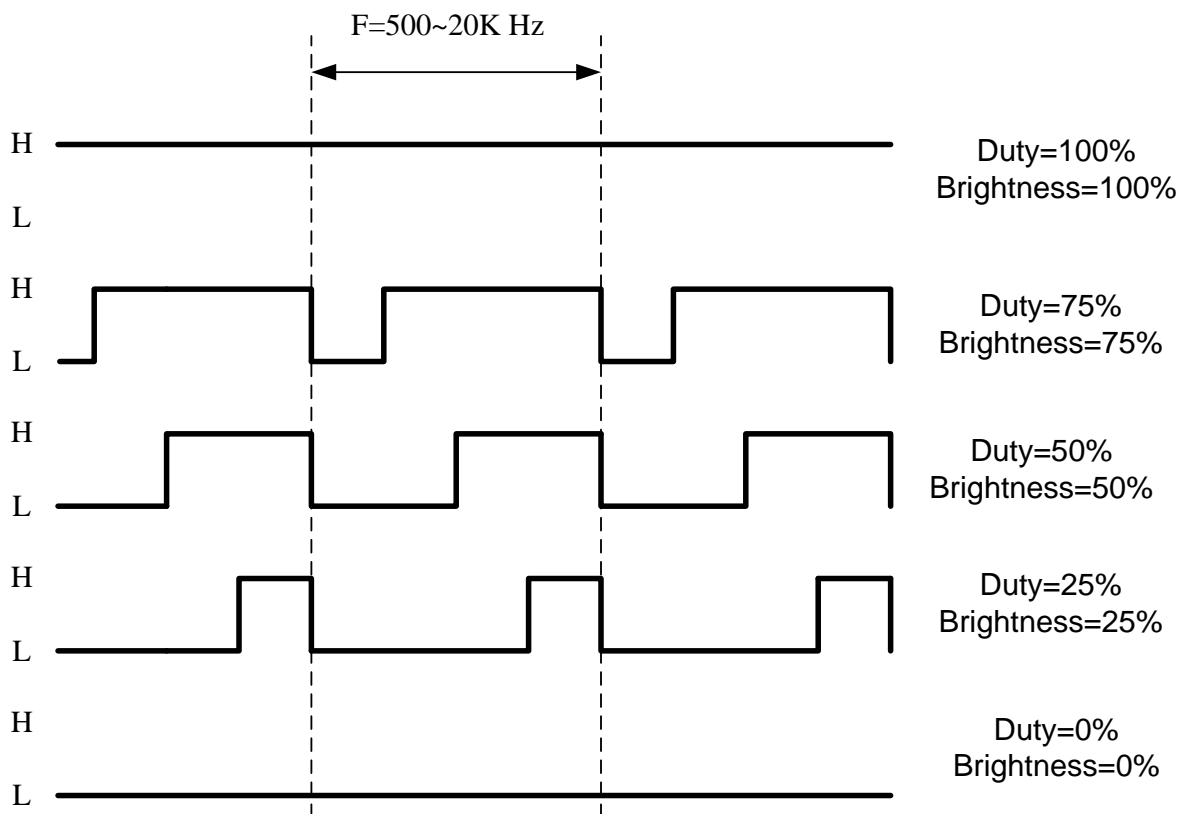 F=500~20K Hz
H
L
Duty=100%
Brightness=100%
H
L
Duty=75%
Brightness=75%
H
L
Duty=50%
Brightness=50%
H
L
Duty=25%
Brightness=25%
H
L
Duty=0%
Brightness=0%